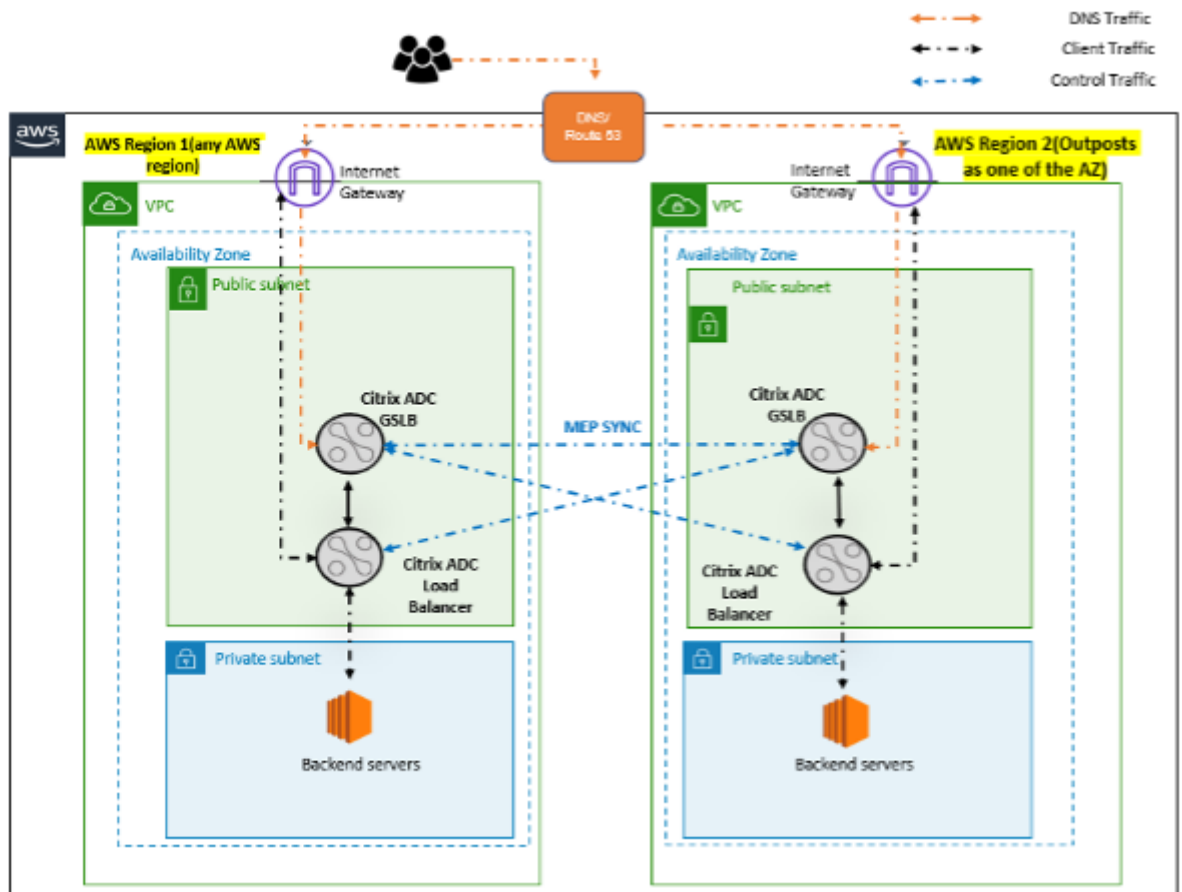 DNS Traffic
Client Traffic
Control Traffic
aws
DNS/
Route 53
AWS Region 1(any AWS
region)
Internet
Gateway
AWS Region 2(Outposts
as one of the AZ)
Internet
Gateway
VPC
VPC
Availability Zone
Availability Zone
Public subnet
Public subnet
Citrix ADC
GSLB
MEP SYNC
Citrix ADC
GSLB
Citrix ADC
Load
Balancer
Citrix ADC
Load
Balancer
Private subnet
Private subnet
Backend servers
Backend servers